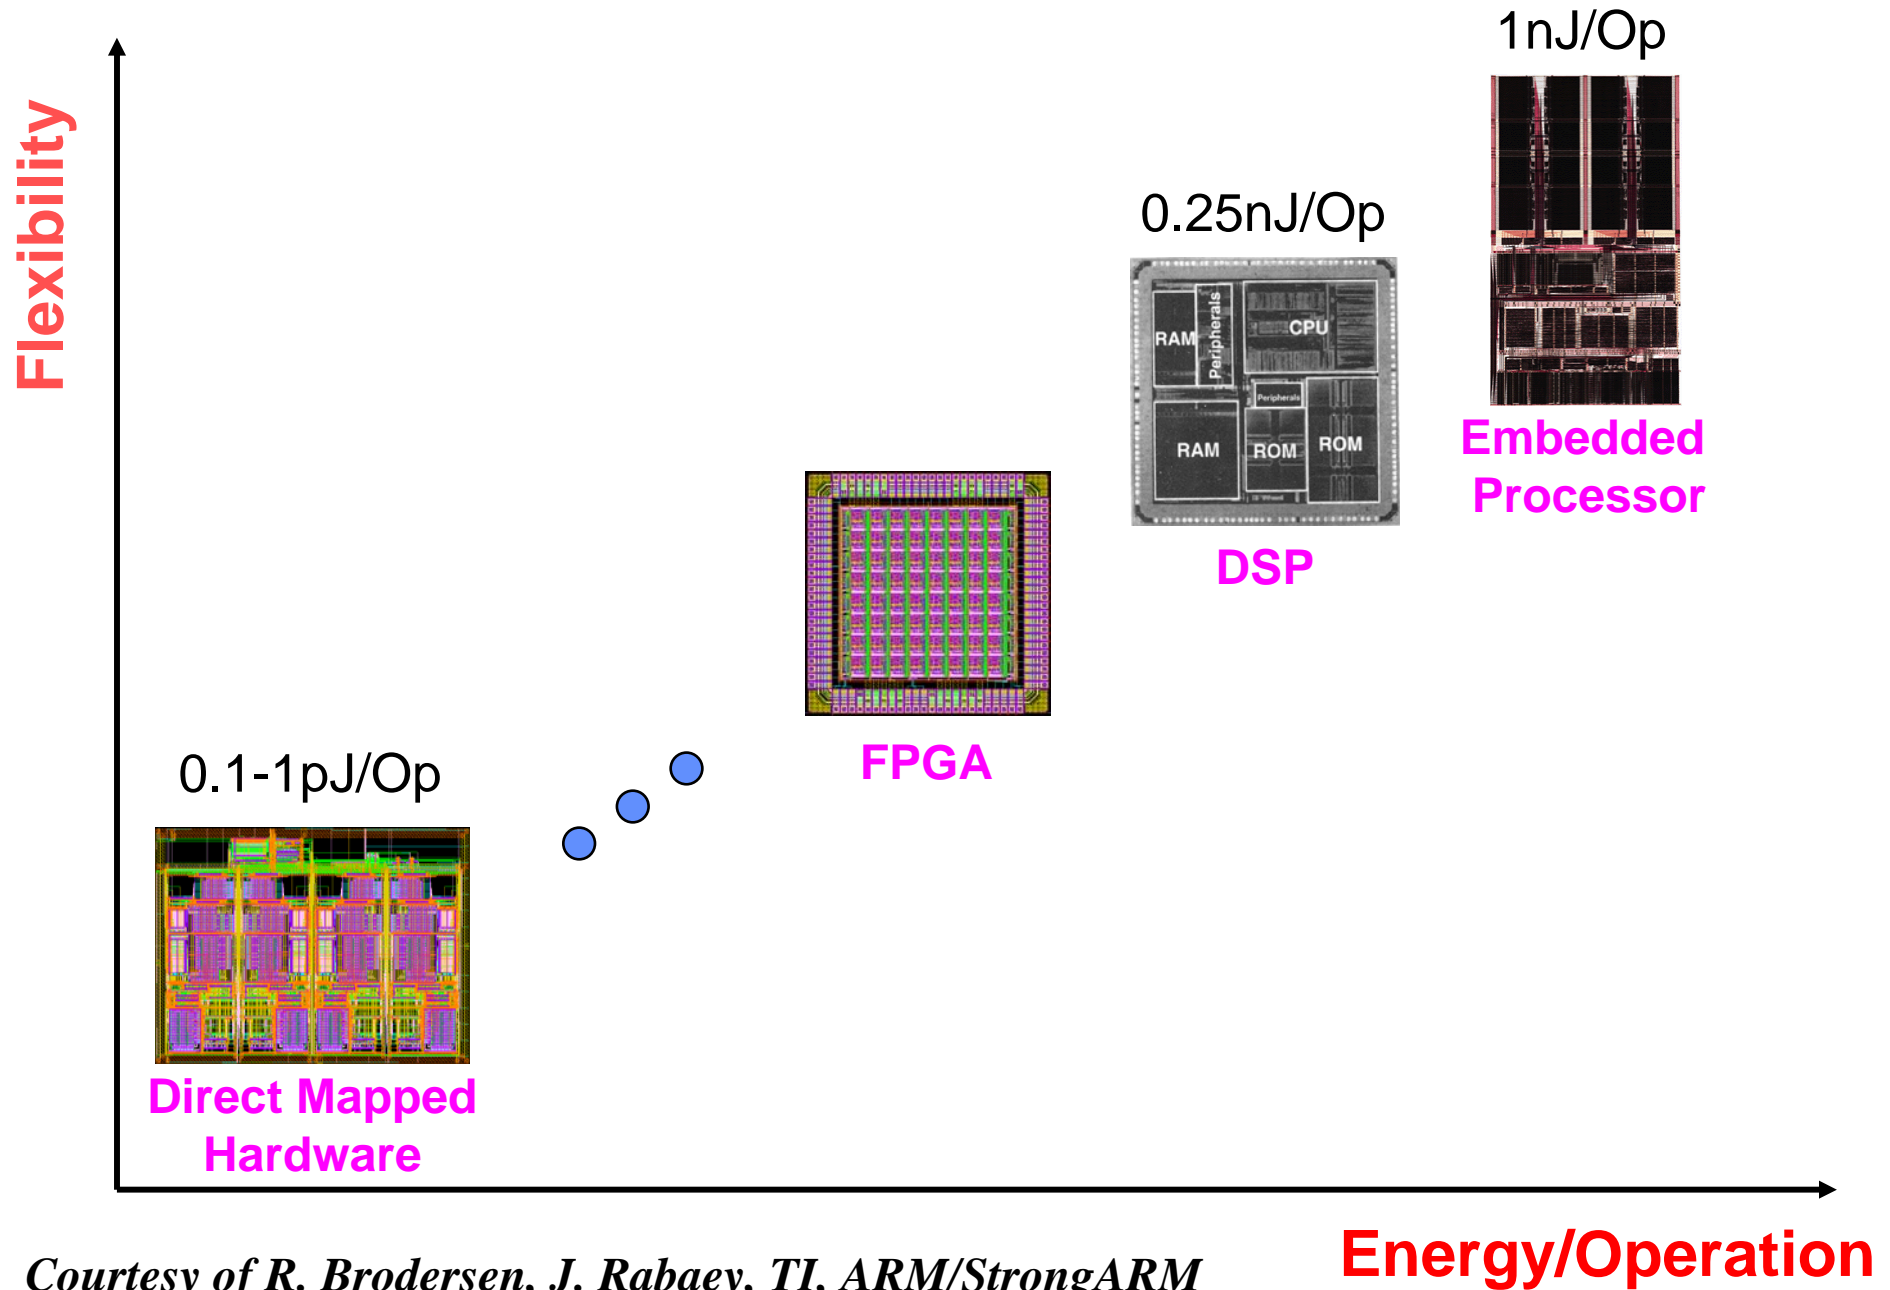 1nJ/Op
Flexibility
0.25nJ/Op
RAM
Peripherals
CPU
Peripherals
RAM
ROM
ROM
Embedded
Processor
DSP
FPGA
0.1-1pJ/Op
Direct Mapped
Hardware
Energy/Operation
Courtesy of R. Brodersen, J. Rabaey, TI, ARM/StrongARM